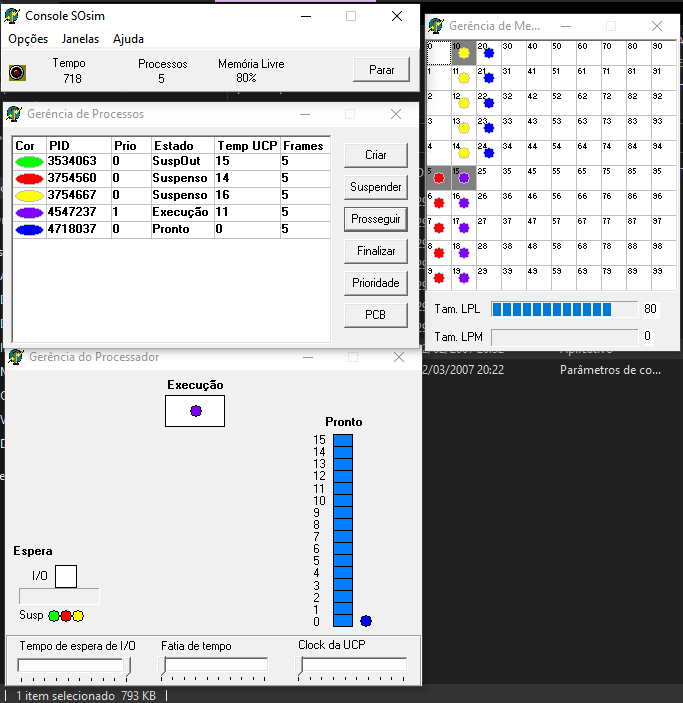 Console SOsim
Opções Janelas Ajuda
Tempo Processos Memória Livre
718 5 80%
Parar
Gerência de Processos
Cor PID Prio Estado Temp UCP Frames
3534063 0 SuspOut 15 5
3754560 0 Suspenso 14 5
3754667 0 Suspenso 16 5
4547237 1 Execução 11 5
4718037 0 Pronto 0 5
Criar
Suspender
Prosseguir
Finalizar
Prioridade
PCB
Gerência de Me...
0 10 20 30 40 50 60 70 80 90
1 11 21 31 41 51 61 71 81 91
2 12 22 32 42 52 62 72 82 92
3 13 23 33 43 53 63 73 83 93
4 14 24 34 44 54 64 74 84 94
5 15 25 35 45 55 65 75 85 95
6 16 26 36 46 56 66 76 86 96
7 17 27 37 47 57 67 77 87 97
8 18 28 38 48 58 68 78 88 98
9 19 29 39 49 59 69 79 89 99
Tam. LPL 80
Tam. LPM 0
2/03/2007 20:22 Parâmetros de co...
Gerência do Processador
Execução
Pronto
15
14
13
12
11
10
9
8
7
6
5
4
3
2
1
0
Espera
I/O
Susp
Tempo de espera de I/O Fatia de tempo Clock da UCP
1 item selecionado 793 KB